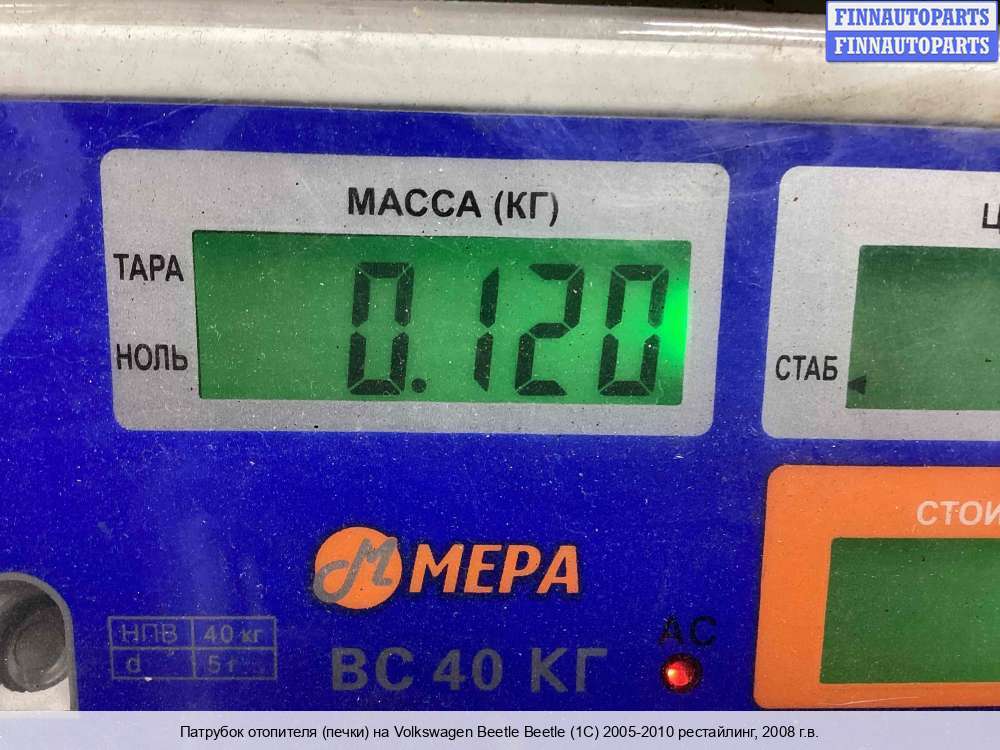 FINNAUTOPARTS
FINNAUTOPARTS
МАССА (КГ)
ТАРА
0.120
НОЛЬ
СТАБ
МЕРА
НПВ 40 кг
d 5 г
ВС 40 КГ
АС
Патрубок отопителя (печки) на Volkswagen Beetle Beetle (1C) 2005-2010 рестайлинг, 2008 г.в.